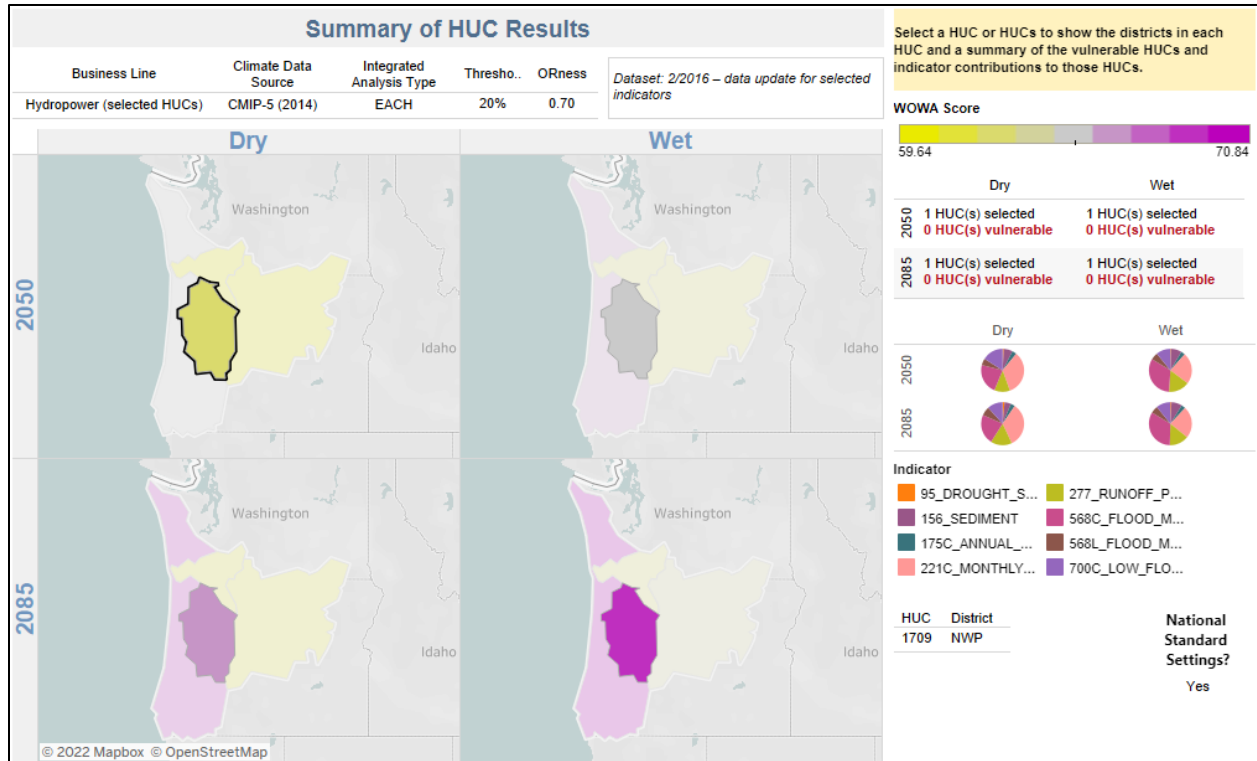 Summary of HUC Results
Business Line
Climate Data
Source
Integrated
Analysis Type
Thresho..
ORness
Hydropower (selected HUCs)
CMIP-5 (2014)
EACH
20%
0.70
Dataset: 2/2016 – data update for selected
indicators
Dry
Wet
2050
Washington
Idaho
Washington
Idaho
2085
Washington
Idaho
Washington
Idaho
© 2022 Mapbox © OpenStreetMap
Select a HUC or HUCs to show the districts in each
HUC and a summary of the vulnerable HUCs and
indicator contributions to those HUCs.
WOWA Score
59.64
70.84
Dry
Wet
2050
1 HUC(s) selected
0 HUC(s) vulnerable
1 HUC(s) selected
0 HUC(s) vulnerable
2085
1 HUC(s) selected
0 HUC(s) vulnerable
1 HUC(s) selected
0 HUC(s) vulnerable
Dry
Wet
2050
2085
Indicator
95_DROUGHT_S...
277_RUNOFF_P...
156_SEDIMENT
568C_FLOOD_M...
175C_ANNUAL_...
568L_FLOOD_M...
221C_MONTHLY...
700C_LOW_FLO...
HUC
District
1709
NWP
National
Standard
Settings?
Yes